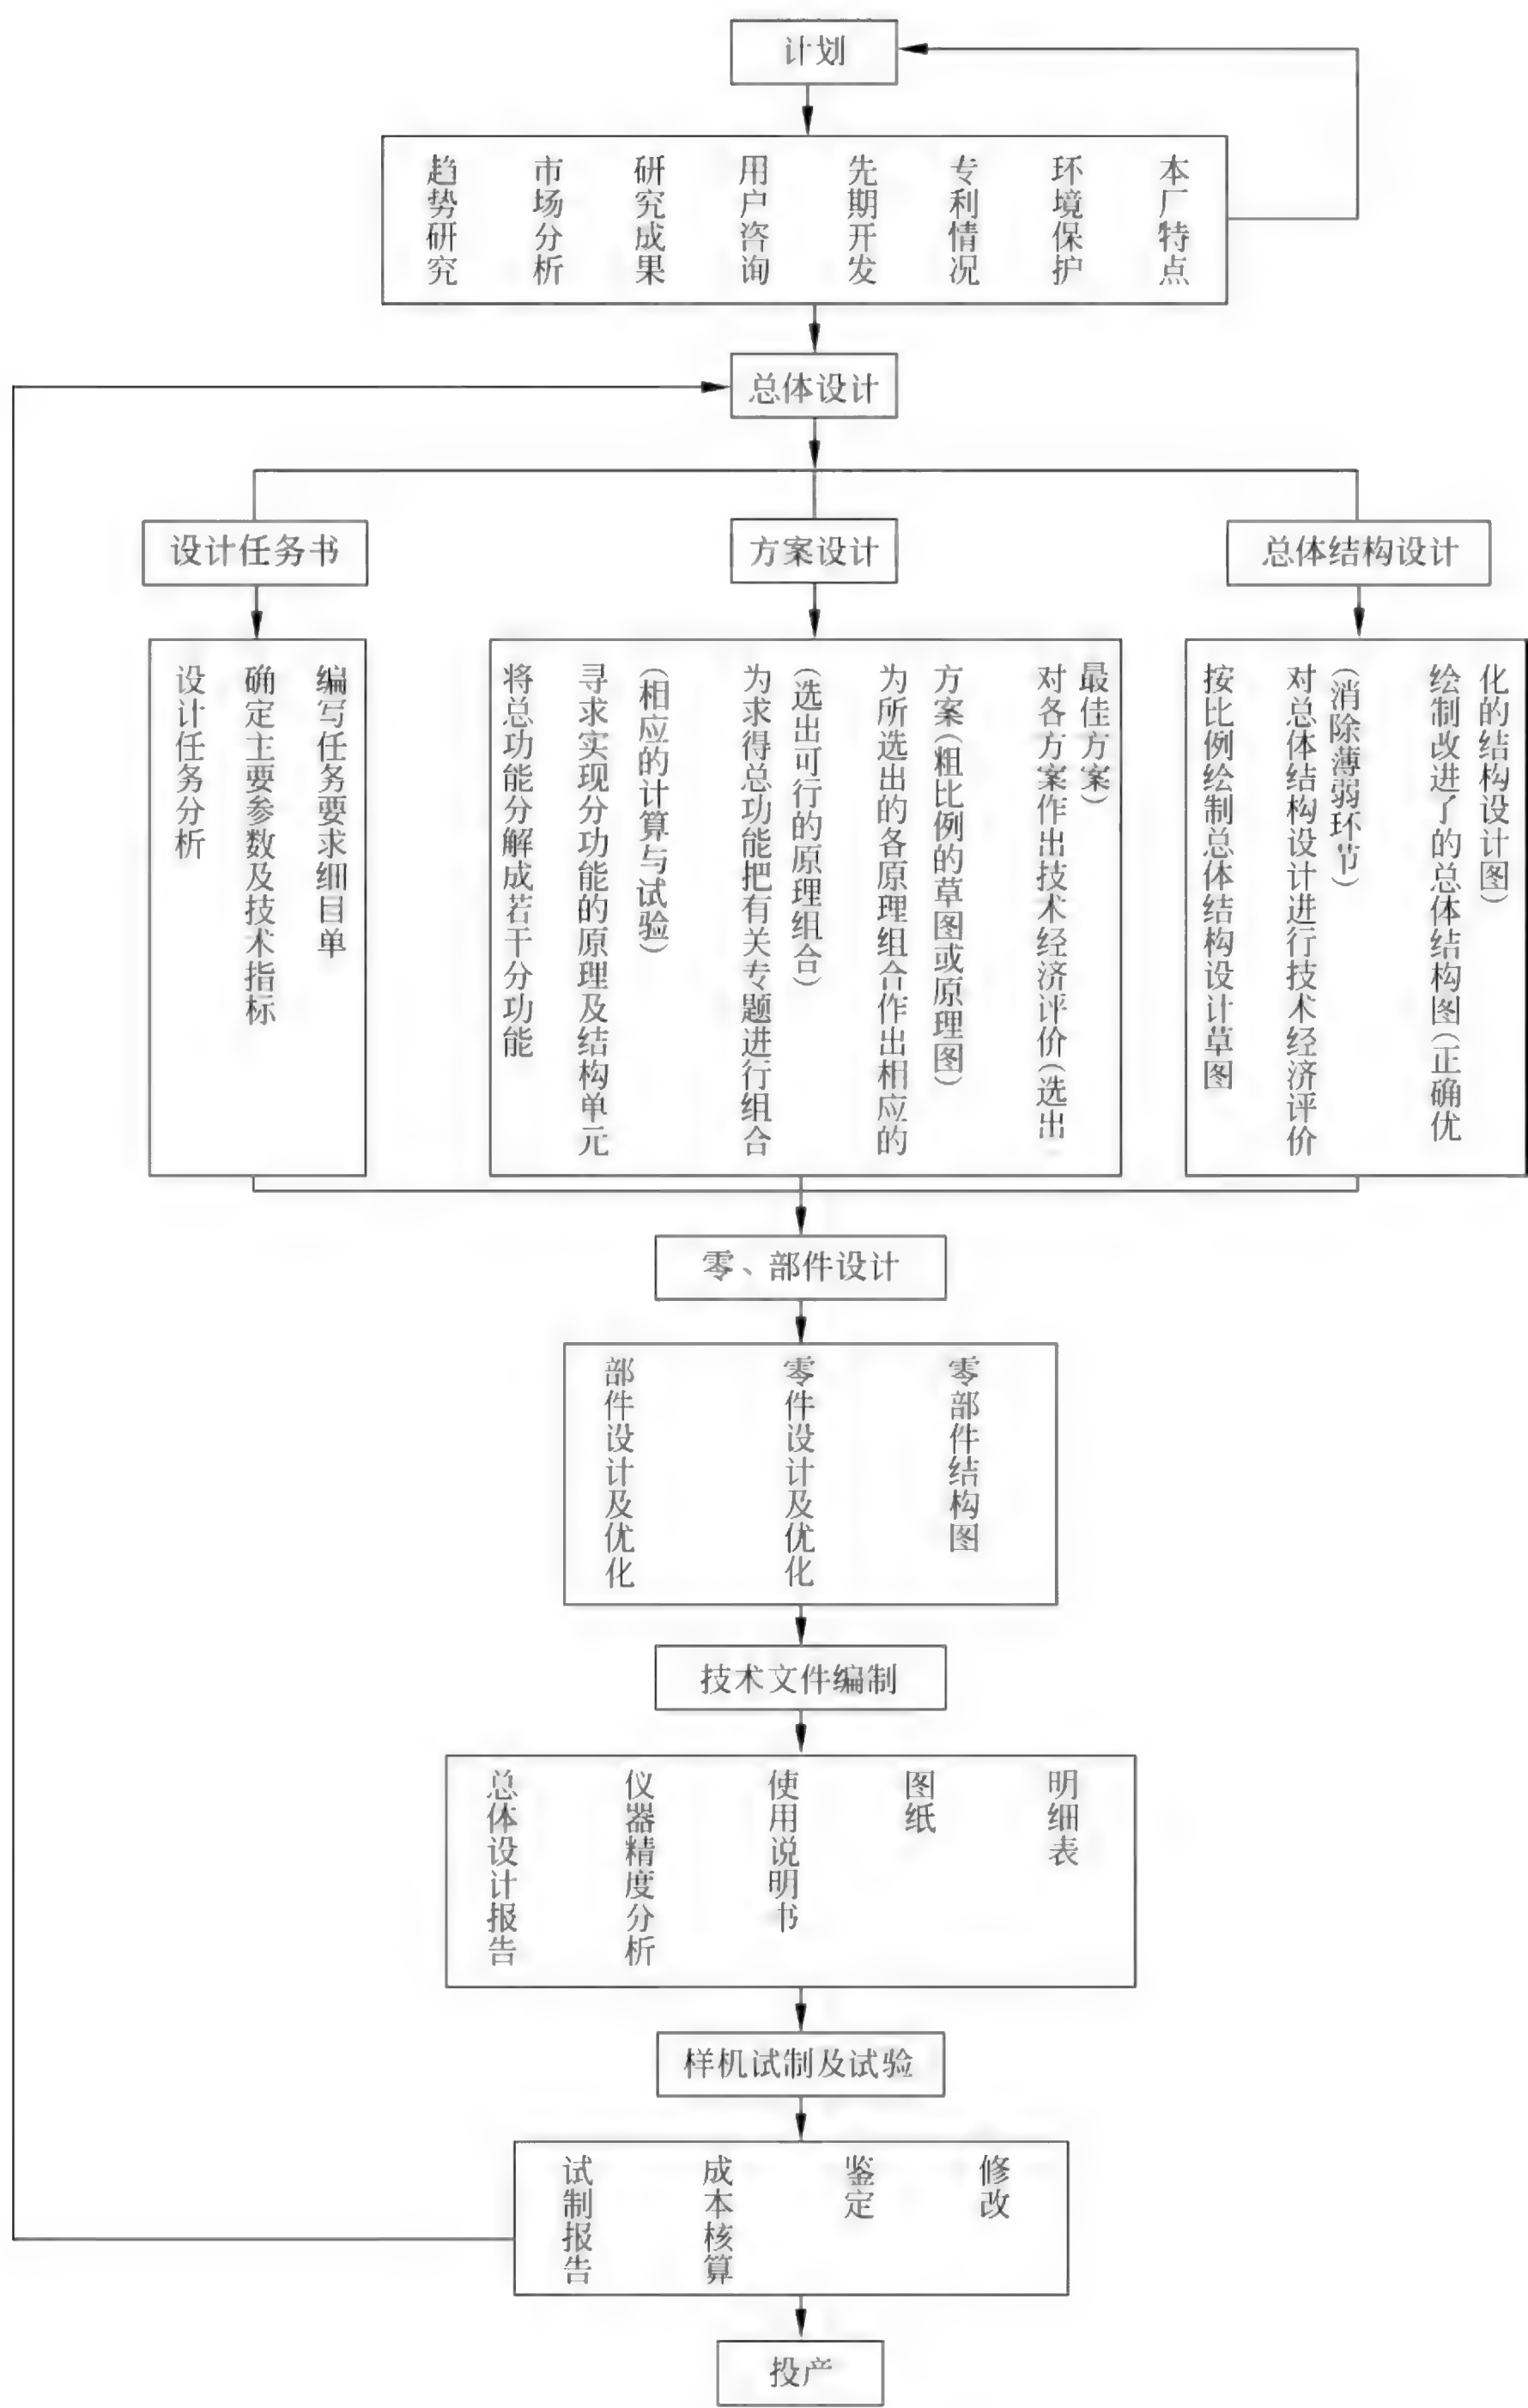 计划
趋势研究
市场分析
研究成果
用户咨询
先期开发
专利情况
环境保护
本厂特点
总体设计
设计任务书
方案设计
总体结构设计
设计任务分析
确定主要参数及技术指标
编写任务要求细目单
将总功能分解成若干分功能
寻求实现分功能的原理及结构单元
(相应的计算与试验)
为求得总功能把有关专题进行组合
(选出可行的原理组合)
为所选出的各原理组合作出相应的
方案(粗比例的草图或原理图)
对各方案作出技术经济评价(选出
最佳方案)
按比例绘制总体结构设计草图
对总体结构设计进行技术经济评价
(消除薄弱环节)
绘制改进了的总体结构图(正确优
化的结构设计图)
零、部件设计
部件设计及优化
零件设计及优化
零部件结构图
技术文件编制
总体设计报告
仪器精度分析
使用说明书
图纸
明细表
样机试制及试验
试制报告
成本核算
鉴定
修改
投产